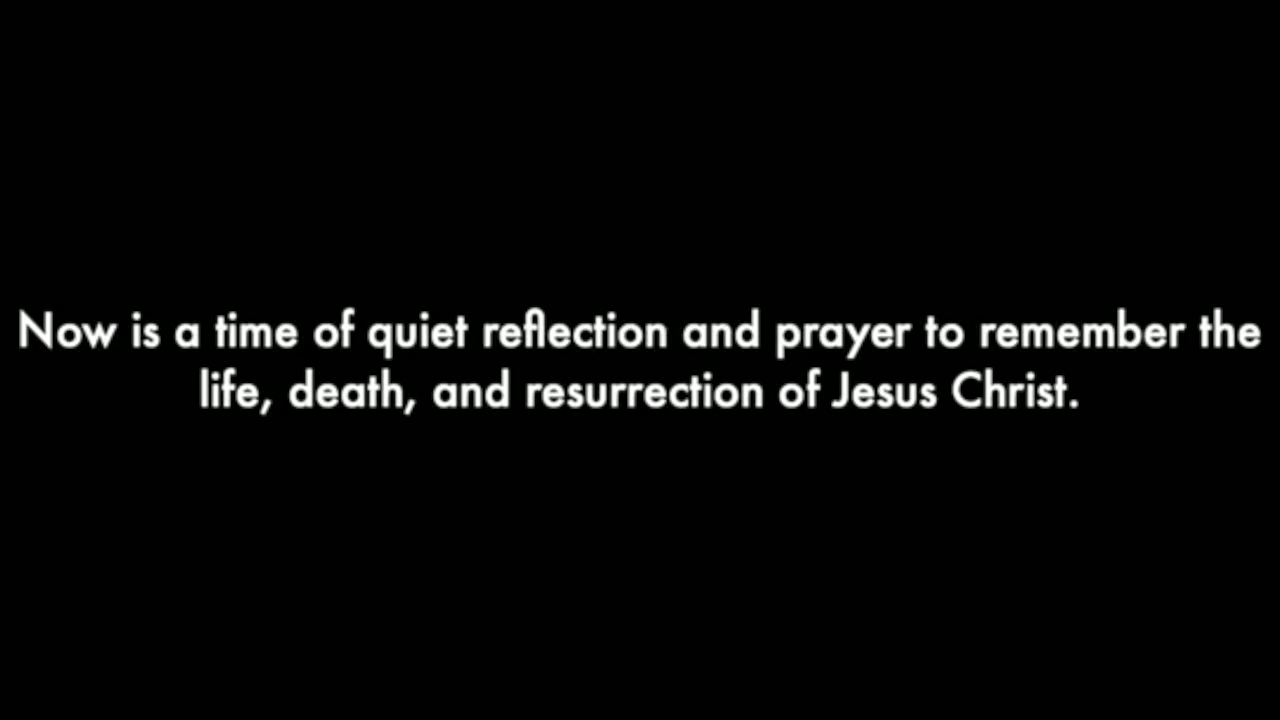 Now is a time of quiet reflection and prayer to remember the
life, death, and resurrection of Jesus Christ.